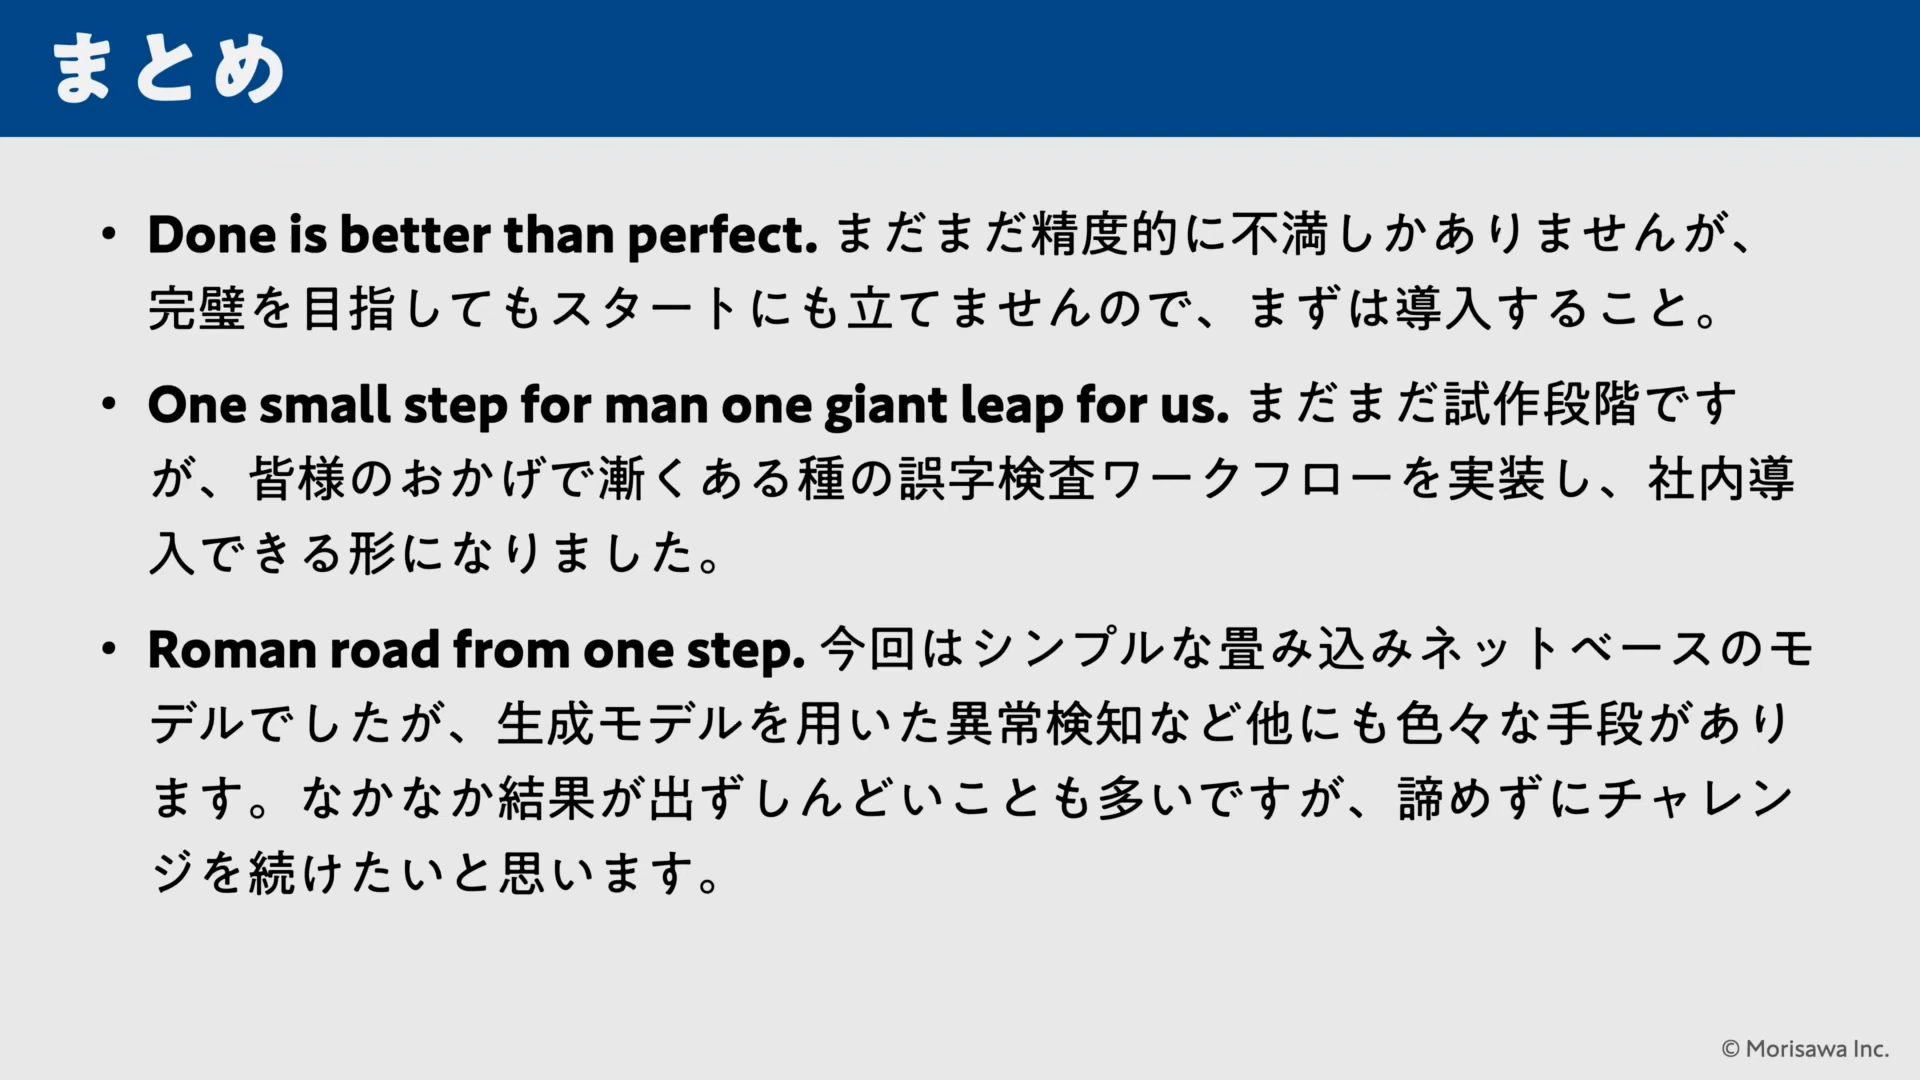 まとめ
• Done is better than perfect. まだまだ精度的に不満しかありませんが、
完璧を目指してもスタートにも立てませんので、まずは導入すること。
• One small step for man one giant leap for us. まだまだ試作段階です
が、皆様のおかげで漸くある種の誤字検査ワークフローを実装し、社内導
入できる形になりました。
• Roman road from one step. 今回はシンプルな畳み込みネットベースのモ
デルでしたが、生成モデルを用いた異常検知など他にも色々な手段があり
ます。なかなか結果が出ずしんどいことも多いですが、諦めずにチャレン
ジを続けたいと思います。
© Morisawa Inc.